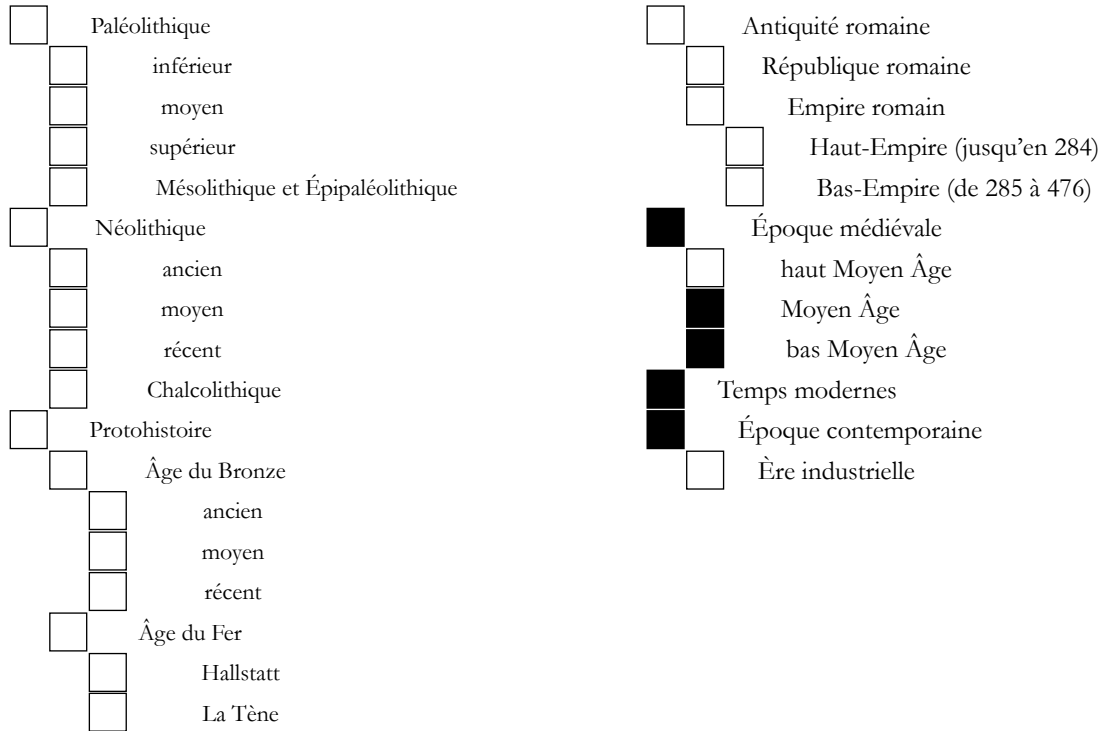 Paléolithique
inférieur
moyen
supérieur
Mésolithique et Épipaléolithique
Néolithique
ancien
moyen
récent
Chalcolithique
Protohistoire
Âge du Bronze
ancien
moyen
récent
Âge du Fer
Hallstatt
La Tène
Antiquité romaine
République romaine
Empire romain
Haut-Empire (jusqu’en 284)
Bas-Empire (de 285 à 476)
Époque médiévale
haut Moyen Âge
Moyen Âge
bas Moyen Âge
Temps modernes
Époque contemporaine
Ère industrielle